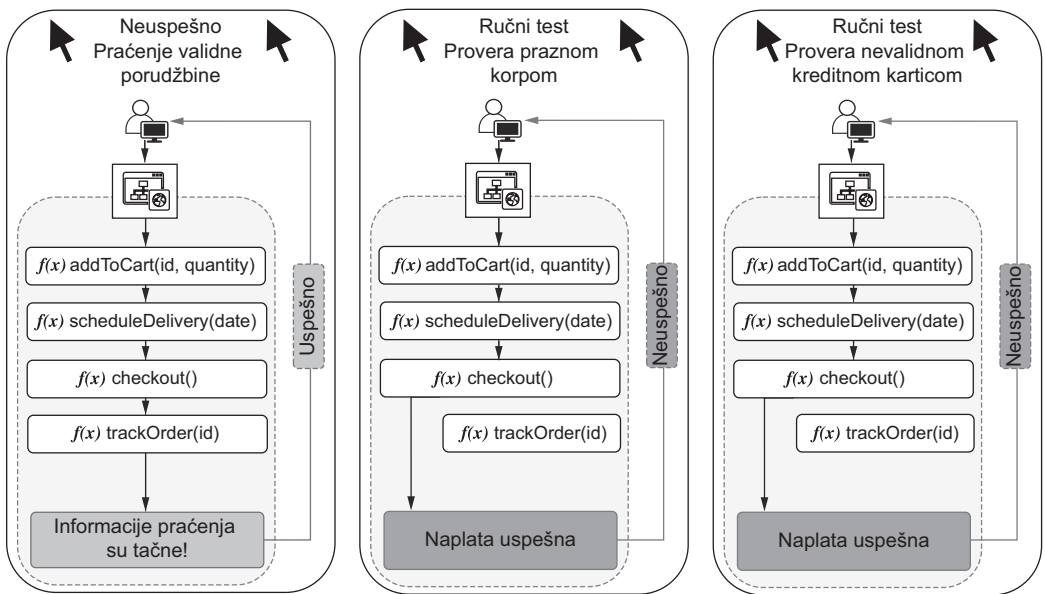 Neuspešno
Praćenje validne
porudžbine
f(x) addToCart(id, quantity)
f(x) scheduleDelivery(date)
f(x) checkout()
f(x) trackOrder(id)
Informacije praćenja
su tačne!
Uspešno
Ručni test
Provera praznom
korpom
f(x) addToCart(id, quantity)
f(x) scheduleDelivery(date)
f(x) checkout()
f(x) trackOrder(id)
Naplata uspešna
Neuspešno
Ručni test
Provera nevalidnom
kreditnom karticom
f(x) addToCart(id, quantity)
f(x) scheduleDelivery(date)
f(x) checkout()
f(x) trackOrder(id)
Naplata uspešna
Neuspešno